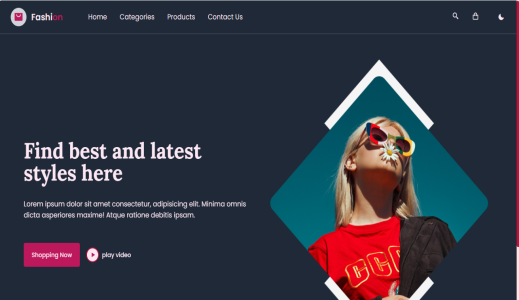 Fashion
Home Categories Products Contact Us
Find best and latest
styles here
Lorem ipsum dolor sit amet consectetur, adipisicing elit. Minima omnis
dicta asperiores maxime! Atque ratione debitis ipsam.
Shopping Now play video